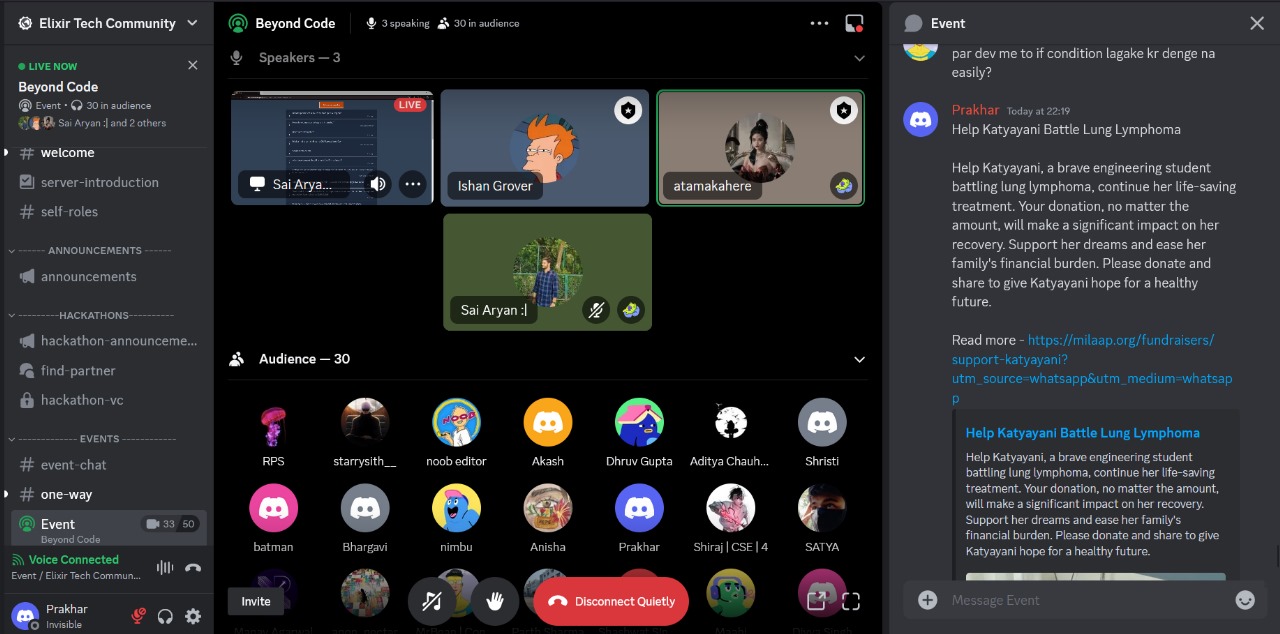 Elixir Tech Community
LIVE NOW
Beyond Code
Event • 30 in audience
Sai Aryan :| and 2 others
# welcome
server-introduction
# self-roles
------ ANNOUNCEMENTS ------
announcements
---------HACKATHONS----------
hackathon-announceme...
find-partner
hackathon-vc
------------ EVENTS ------------
# event-chat
# one-way
Event
33 50
Beyond Code
Voice Connected
Event / Elixir Tech Commun...
Prakhar
Invisible
Beyond Code
3 speaking
30 in audience
Speakers — 3
LIVE
Sai Arya...
Ishan Grover
atamakahere
Sai Aryan :|
Audience — 30
RPS
starrysith__
NOOB
noob editor
Akash
Dhruv Gupta
Aditya Chauh...
Shristi
batman
Bhargavi
nimbu
Anisha
Prakhar
Shiraj | CSE | 4
SATYA
Invite
Disconnect Quietly
Event
par dev me to if condition lagake kr denge na
easily?
Prakhar Today at 22:19
Help Katyayani Battle Lung Lymphoma
Help Katyayani, a brave engineering student
battling lung lymphoma, continue her life-saving
treatment. Your donation, no matter the
amount, will make a significant impact on her
recovery. Support her dreams and ease her
family's financial burden. Please donate and
share to give Katyayani hope for a healthy
future.
Read more - https://milaap.org/fundraisers/
support-katyayani?
utm_source=whatsapp&utm_medium=whatsap
p
Help Katyayani Battle Lung Lymphoma
Help Katyayani, a brave engineering student
battling lung lymphoma, continue her life-saving
treatment. Your donation, no matter the amount,
will make a significant impact on her recovery.
Support her dreams and ease her family's
financial burden. Please donate and share to give
Katyayani hope for a healthy future.
Message Event